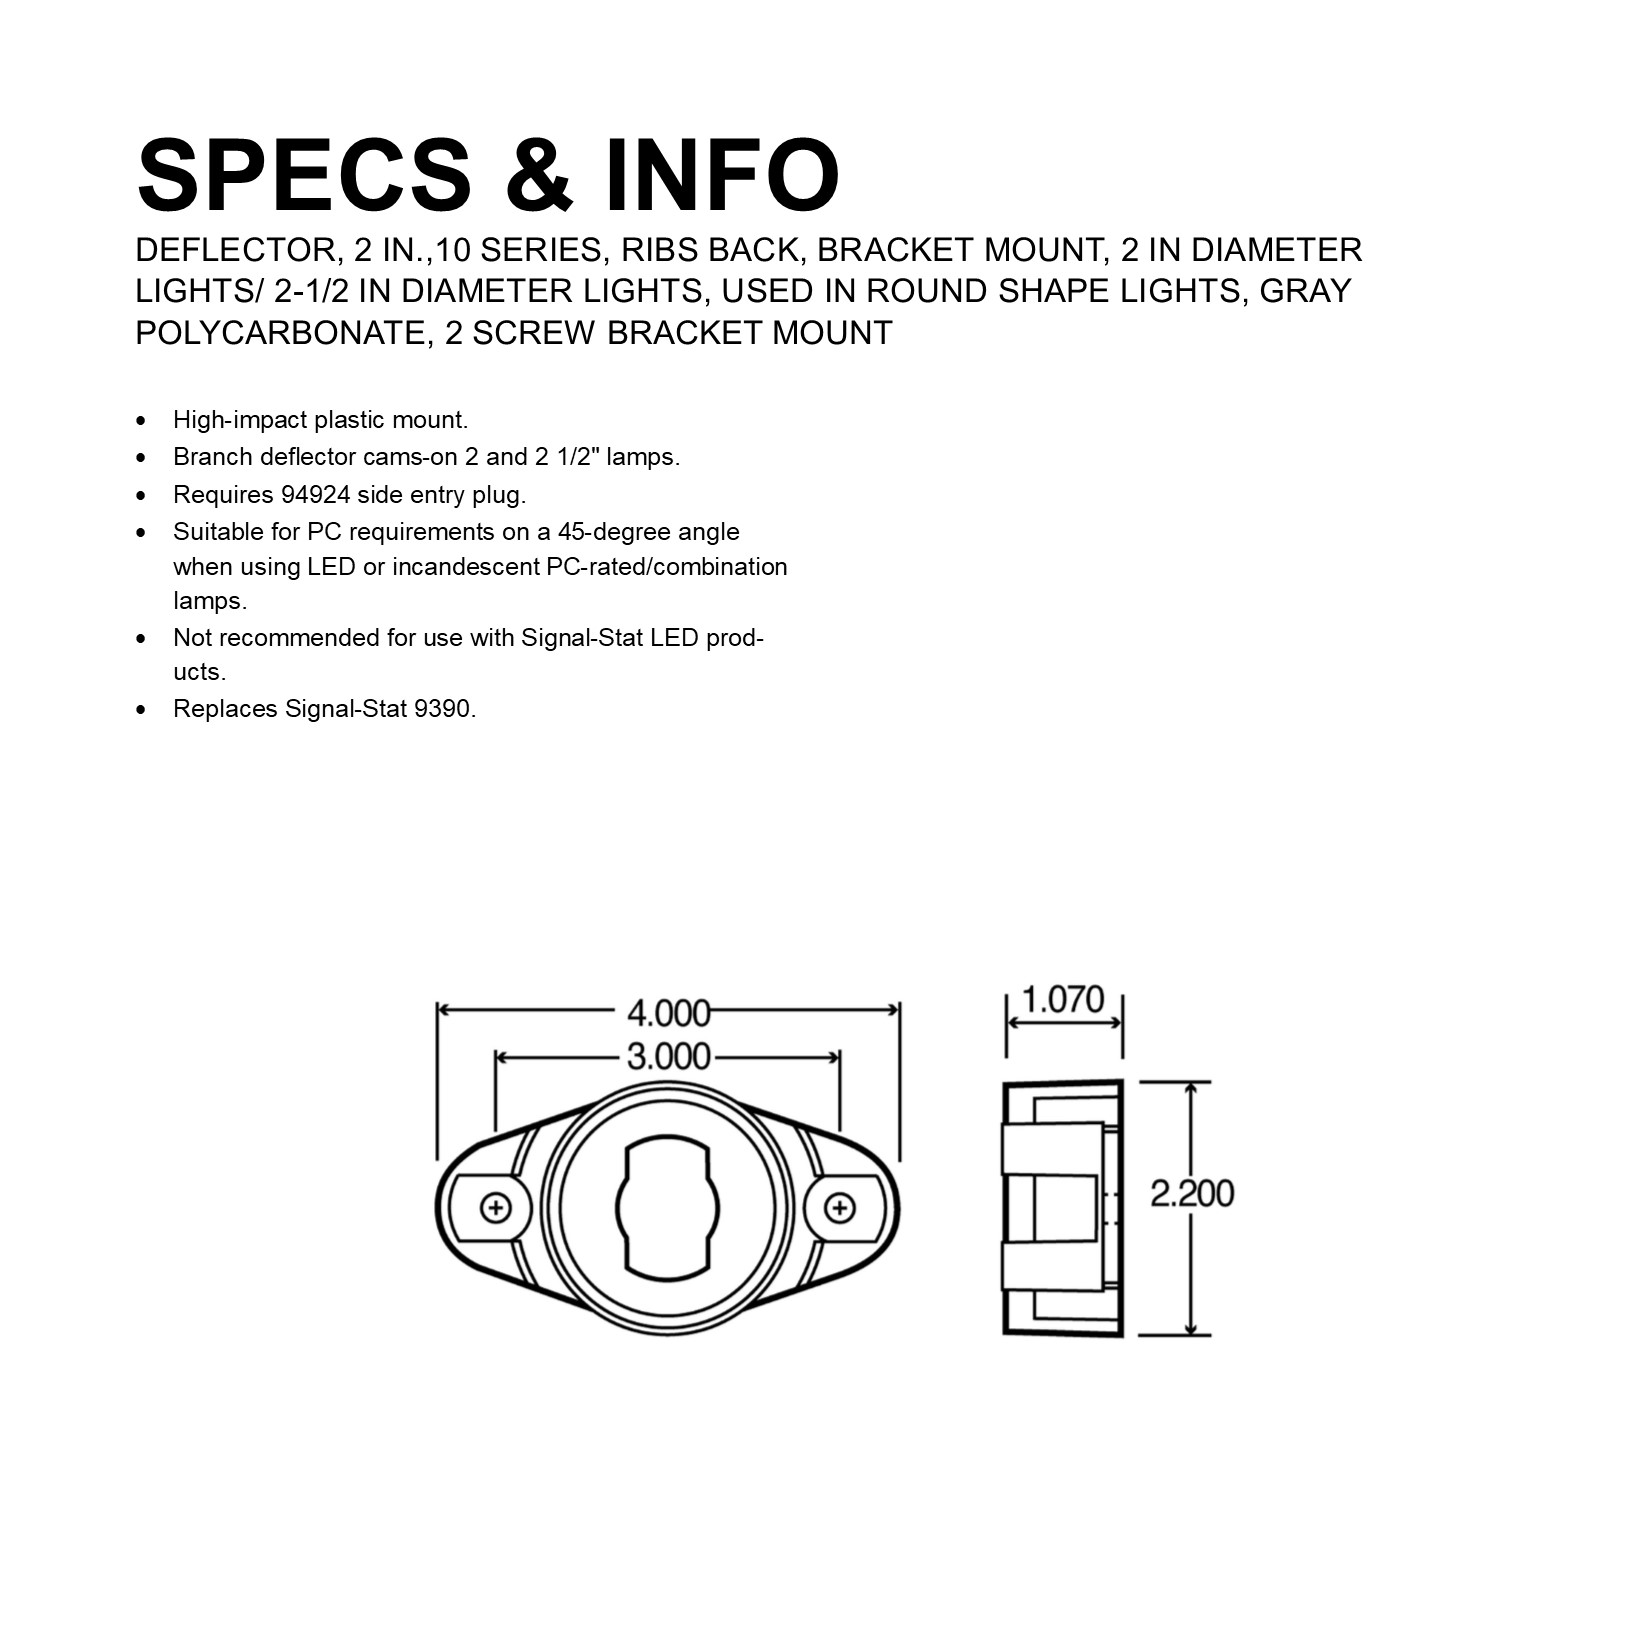 SPECS & INFO
DEFLECTOR, 2 IN.,10 SERIES, RIBS BACK, BRACKET MOUNT, 2 IN DIAMETER
LIGHTS/ 2-1/2 IN DIAMETER LIGHTS, USED IN ROUND SHAPE LIGHTS, GRAY
POLYCARBONATE, 2 SCREW BRACKET MOUNT
• High-impact plastic mount.
• Branch deflector cams-on 2 and 2 1/2" lamps.
• Requires 94924 side entry plug.
• Suitable for PC requirements on a 45-degree angle
when using LED or incandescent PC-rated/combination
lamps.
• Not recommended for use with Signal-Stat LED prod-
ucts.
• Replaces Signal-Stat 9390.
4.000
3.000
1.070
2.200